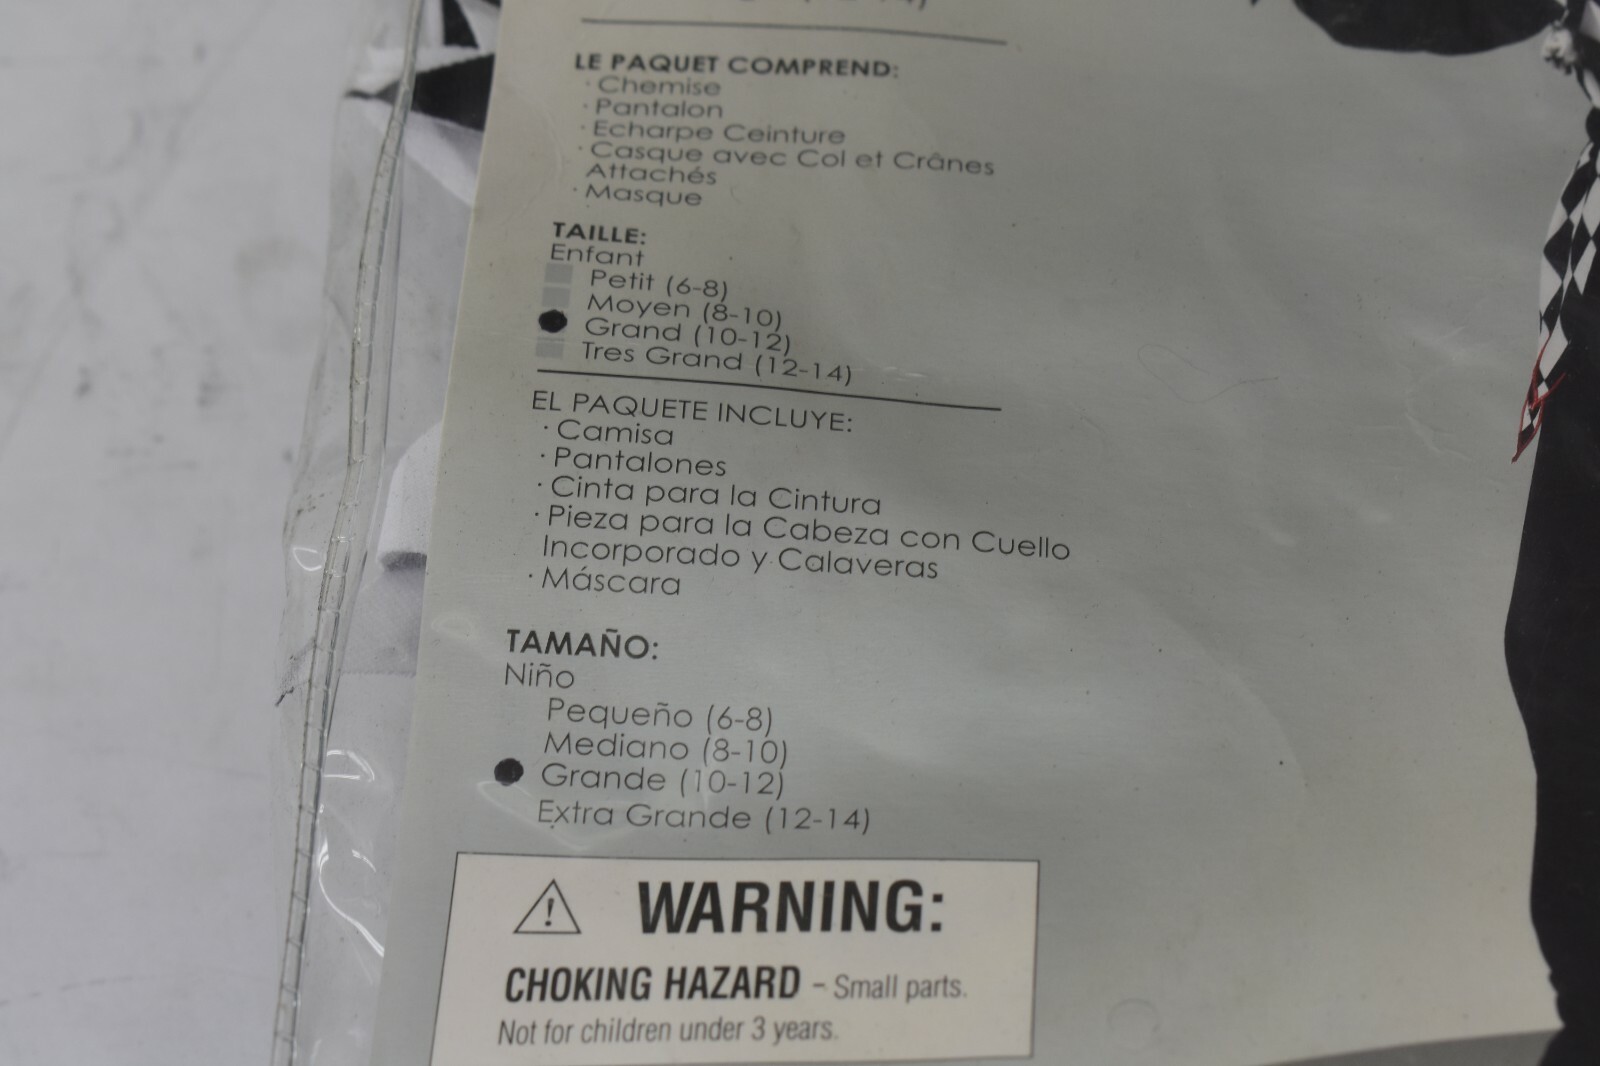 LE PAQUET COMPREND:
· Chemise
· Pantalon
· Echarpe Ceinture
· Casque avec Col et Crânes
Attachés
· Masque
TAILLE:
Enfant
Petit (6-8)
Moyen (8-10)
Grand (10-12)
Tres Grand (12-14)
EL PAQUETE INCLUYE:
· Camisa
· Pantalones
· Cinta para la Cintura
· Pieza para la Cabeza con Cuello
Incorporado y Calaveras
· Máscara
TAMAÑO:
Niño
Pequeño (6-8)
Mediano (8-10)
Grande (10-12)
Extra Grande (12-14)
WARNING:
CHOKING HAZARD – Small parts.
Not for children under 3 years.